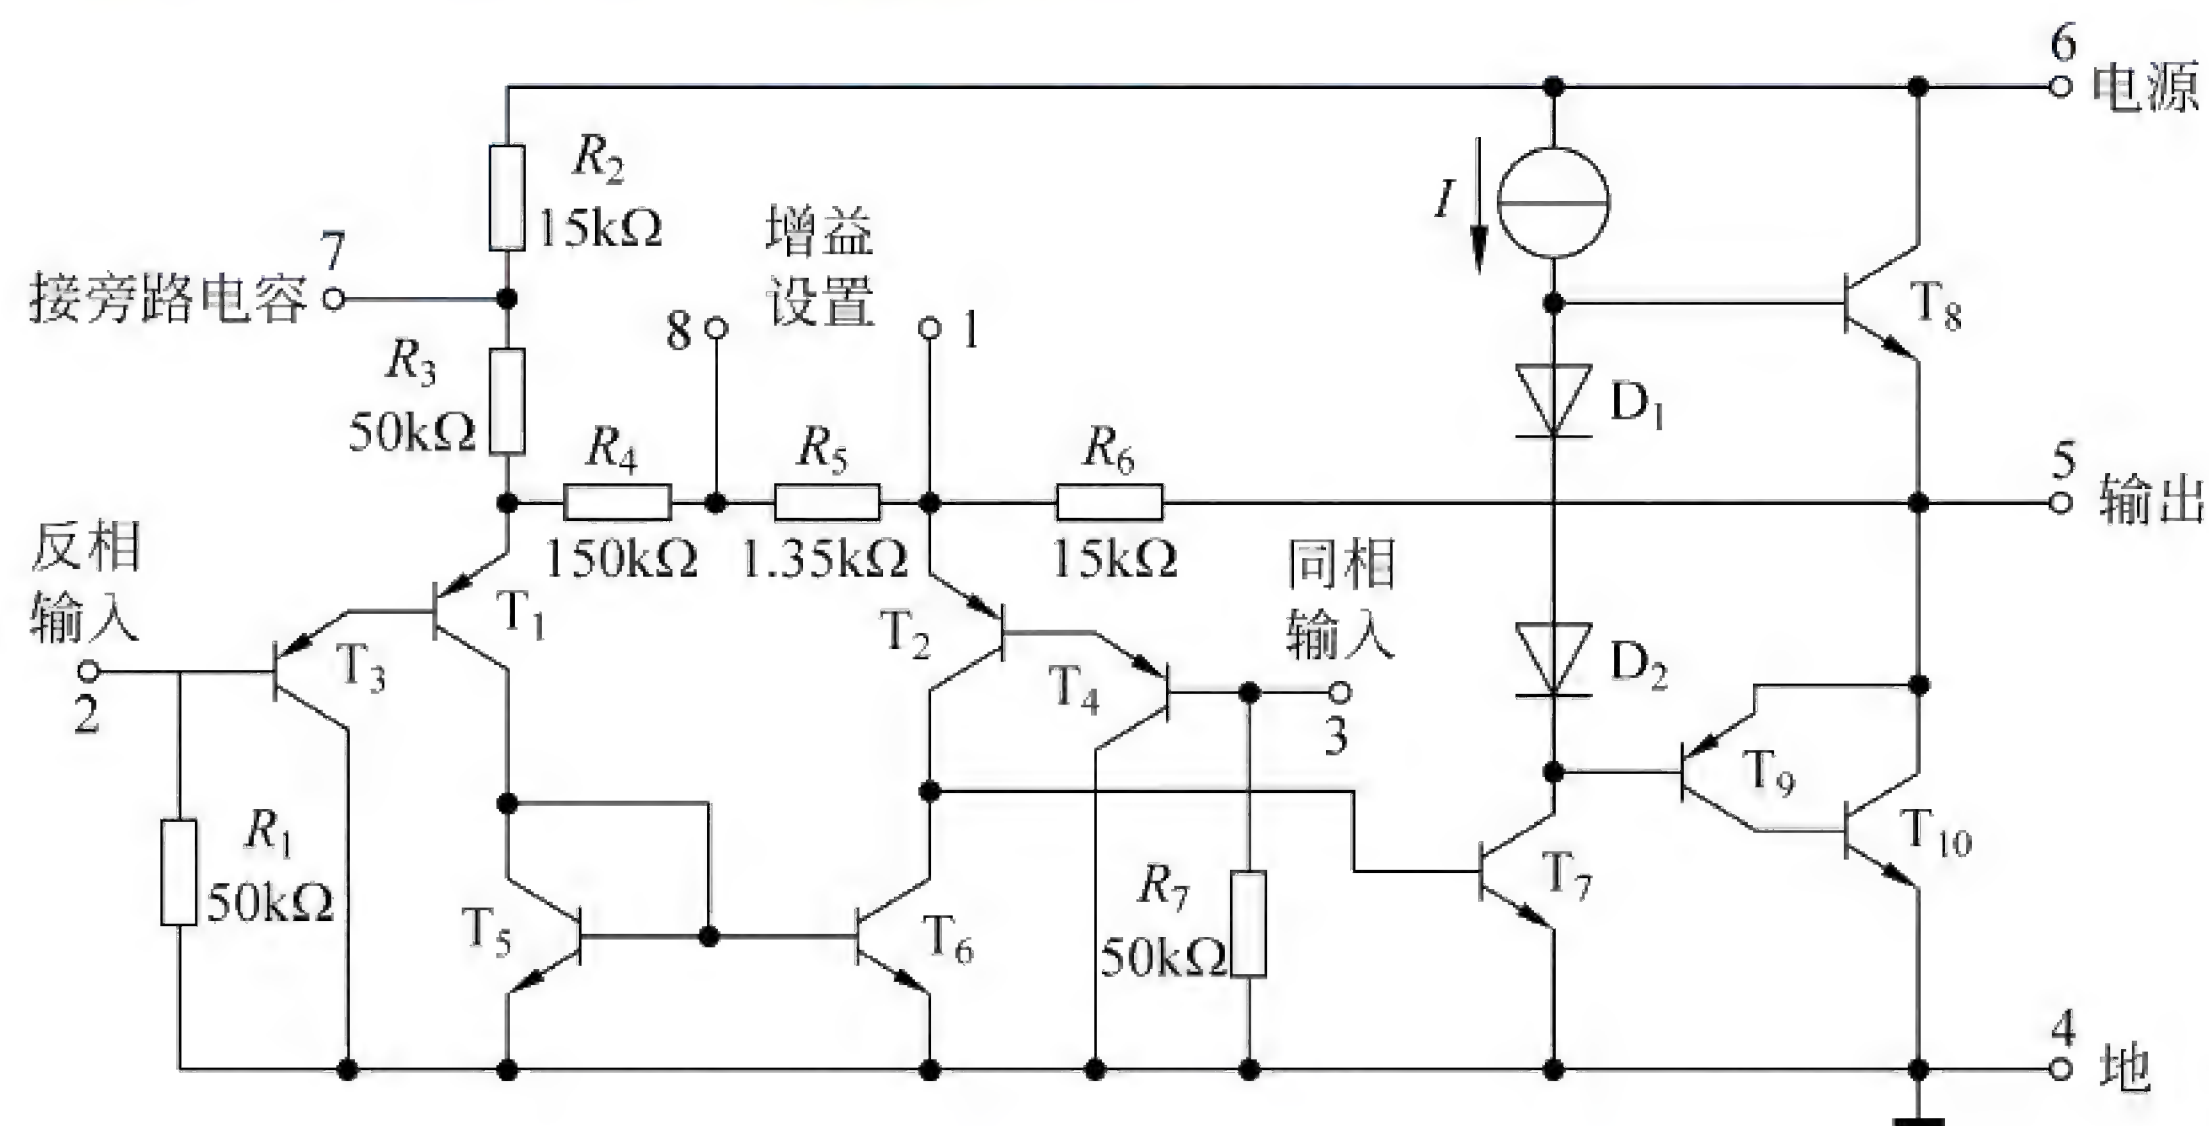 6
电源
R2
15kΩ
I
7
接旁路电容
增益
设置
8
1
T8
R3
50kΩ
D1
R4
R5
R6
5
输出
150kΩ
1.35kΩ
15kΩ
反相
输入
2
T3
T1
T2
T4
同相
输入
3
D2
T9
R1
50kΩ
T5
T6
R7
50kΩ
T7
T10
4
地